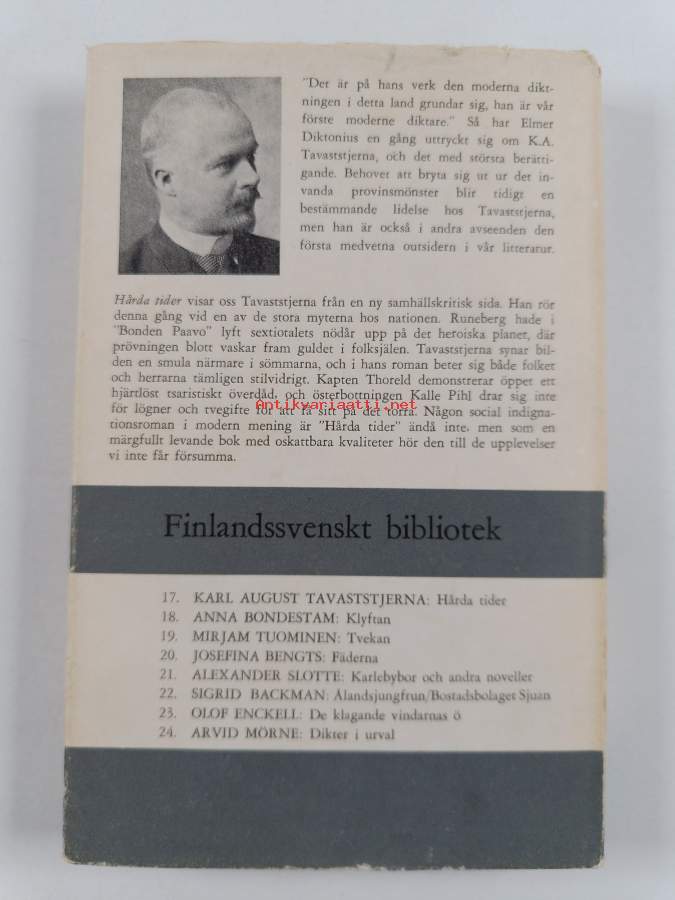 "Det är på hans verk den moderna dikt-
ningen i detta land grundar sig, han är vår
förste moderne diktare." Så har Elmer
Diktonius en gång uttryckt sig om K.A.
Tavaststjerna, och det med största berätti-
gande. Behovet att bryta sig ut ur det in-
vanda provinsmönster blir tidigt en
bestämmande lidelse hos Tavaststjerna,
men han är också i andra avseenden den
första medvetna outsidern i vår litteratur.
Hårda tider visar oss Tavaststjerna från en ny samhällskritisk sida. Han rör
denna gång vid en av de stora myterna hos nationen. Runeberg hade i
"Bonden Paavo" lyft sextiotalets nödår upp på det heroiska planet, där
prövningen blott vaskar fram guldet i folksjälen. Tavaststjerna synar bil-
den en smula närmare i sömmarna, och i hans roman beter sig både folket
och herrarna tämligen stilvidrigt. Kapten Thoreld demonstrerar öppet ett
hjärtlöst tsaristiskt överdåd, och österbottningen Kalle Pihl drar sig inte
för lögner och tvegifte för att få sitt på det torra. Någon social indigna-
tionsroman i modern mening är "Hårda tider" ändå inte, men som en
märgfullt levande bok med oskattbara kvaliteter hör den till de upplevelser
vi inte får försumma.
Antikvariaatti.net
Finlandssvenskt bibliotek
17. KARL AUGUST TAVASTSTJERNA: Hårda tider
18. ANNA BONDESTAM: Klyftan
19. MIRJAM TUOMINEN: Tvekan
20. JOSEFINA BENGTS: Fäderna
21. ALEXANDER SLOTTE: Karlebybor och andra noveller
22. SIGRID BACKMAN: Ålandsjungfrun/Bostadsbolaget Sjuan
23. OLOF ENCKELL: De klagande vindarnas ö
24. ARVID MÖRNE: Dikter i urval